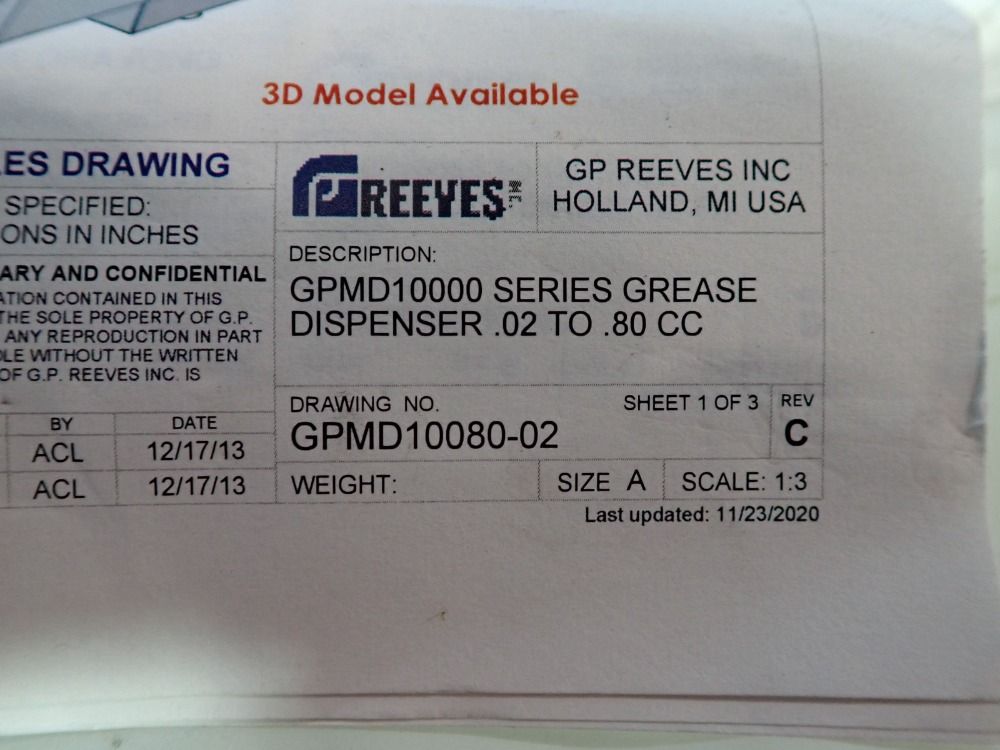 3D Model Available
ES DRAWING
SPECIFIED:
ONS IN INCHES
ARY AND CONFIDENTIAL
ATION CONTAINED IN THIS
THE SOLE PROPERTY OF G.P.
ANY REPRODUCTION IN PART
LE WITHOUT THE WRITTEN
OF G.P. REEVES INC. IS
BY DATE
ACL 12/17/13
ACL 12/17/13
REEVES INC
GP REEVES INC
HOLLAND, MI USA
DESCRIPTION:
GPMD10000 SERIES GREASE
DISPENSER .02 TO .80 CC
DRAWING NO. SHEET 1 OF 3 REV
GPMD10080-02 C
WEIGHT: SIZE A SCALE: 1:3
Last updated: 11/23/2020